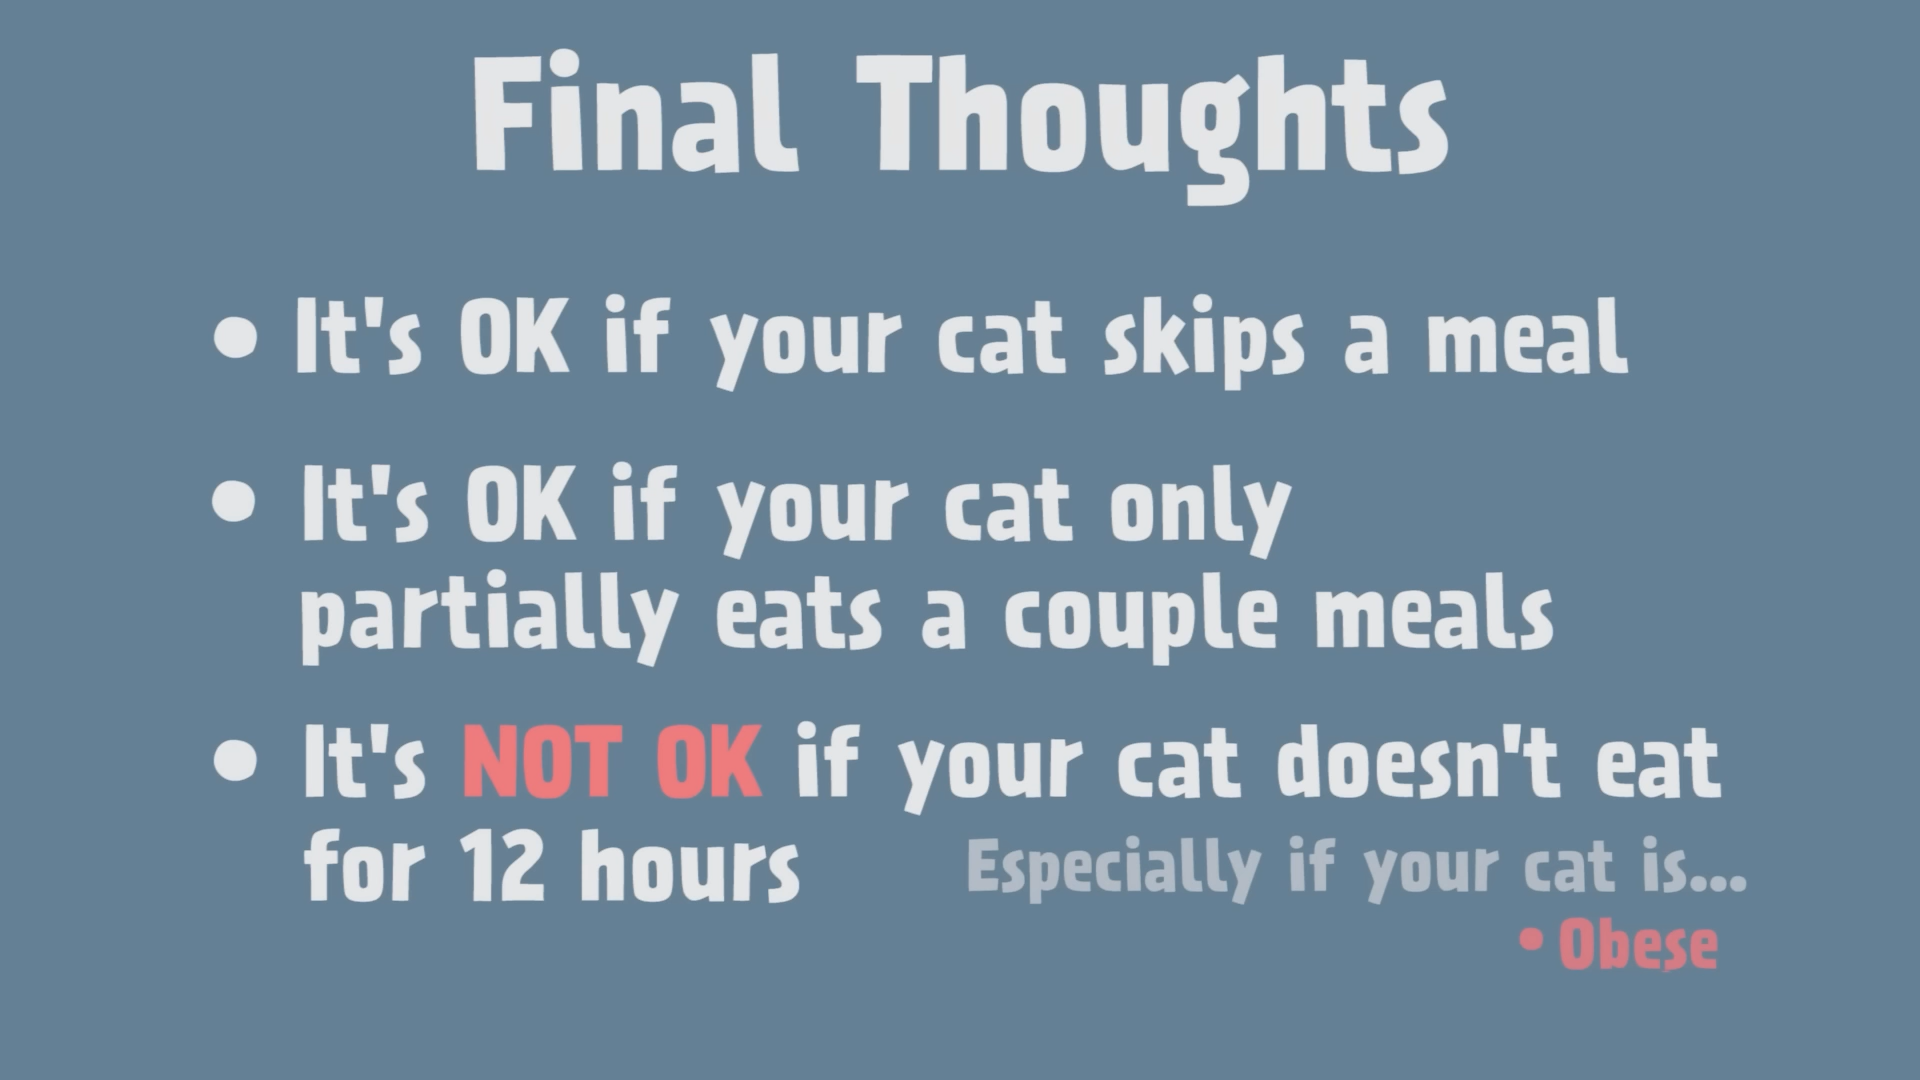 Final Thoughts
• It's OK if your cat skips a meal
• It's OK if your cat only
partially eats a couple meals
• It's NOT OK if your cat doesn't eat
for 12 hours
Especially if your cat is...
• Obese